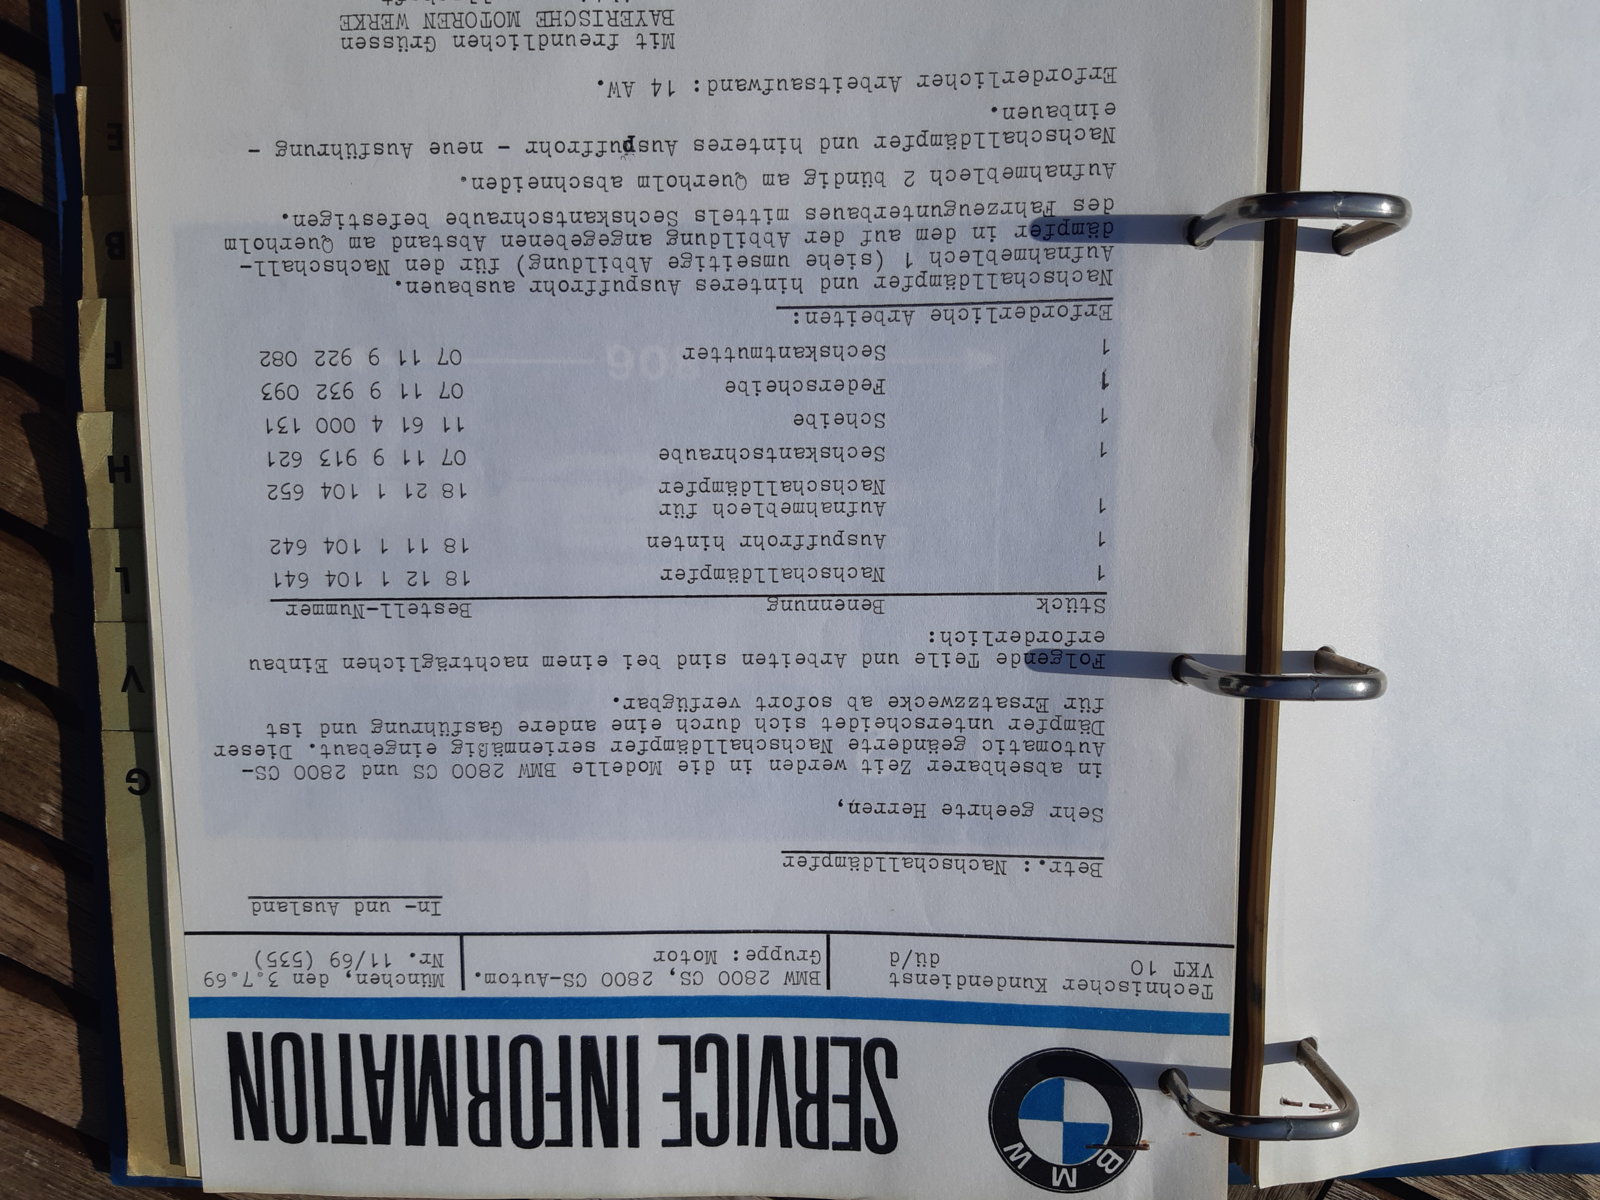 BMW
SERVICE INFORMATION
Technischer Kundendienst
VKT 10 dü/d
BMW 2800 CS, 2800 CS-Autom.
Gruppe: Motor
München, den 3.7.69
Nr. 11/69 (535)
In- und Ausland
Betr.: Nachschalldämpfer
Sehr geehrte Herren,
in absehbarer Zeit werden in die Modelle BMW 2800 CS und 2800 CS-
Automatic geänderte Nachschalldämpfer serienmäßig eingebaut. Dieser
Dämpfer unterscheidet sich durch eine andere Gasführung und ist
für Ersatzzwecke ab sofort verfügbar.
Folgende Teile und Arbeiten sind bei einem nachträglichen Einbau
erforderlich:
Stück Benennung Bestell-Nummer
1 Nachschalldämpfer 18 12 1 104 641
1 Auspuffrohr hinten 18 11 1 104 642
1 Aufnahmeblech für
Nachschalldämpfer 18 21 1 104 652
1 Sechskantschraube 07 11 9 913 621
1 Scheibe 11 61 4 000 131
1 Federscheibe 07 11 9 932 093
1 Sechskantmutter 07 11 9 922 082
Erforderliche Arbeiten:
Nachschalldämpfer und hinteres Auspuffrohr ausbauen.
Aufnahmeblech 1 (siehe umseitige Abbildung) für den Nachschall-
dämpfer in dem auf der Abbildung angegebenen Abstand am Querholm
des Fahrzeugunterbaues mittels Sechskantschraube befestigen.
Aufnahmeblech 2 bündig am Querholm abschneiden.
Nachschalldämpfer und hinteres Auspuffrohr - neue Ausführung -
einbauen.
Erforderlicher Arbeitsaufwand: 14 AW.
Mit freundlichen Grüssen
BAYERISCHE MOTOREN WERKE
A
E
B
F
H
L
V
G